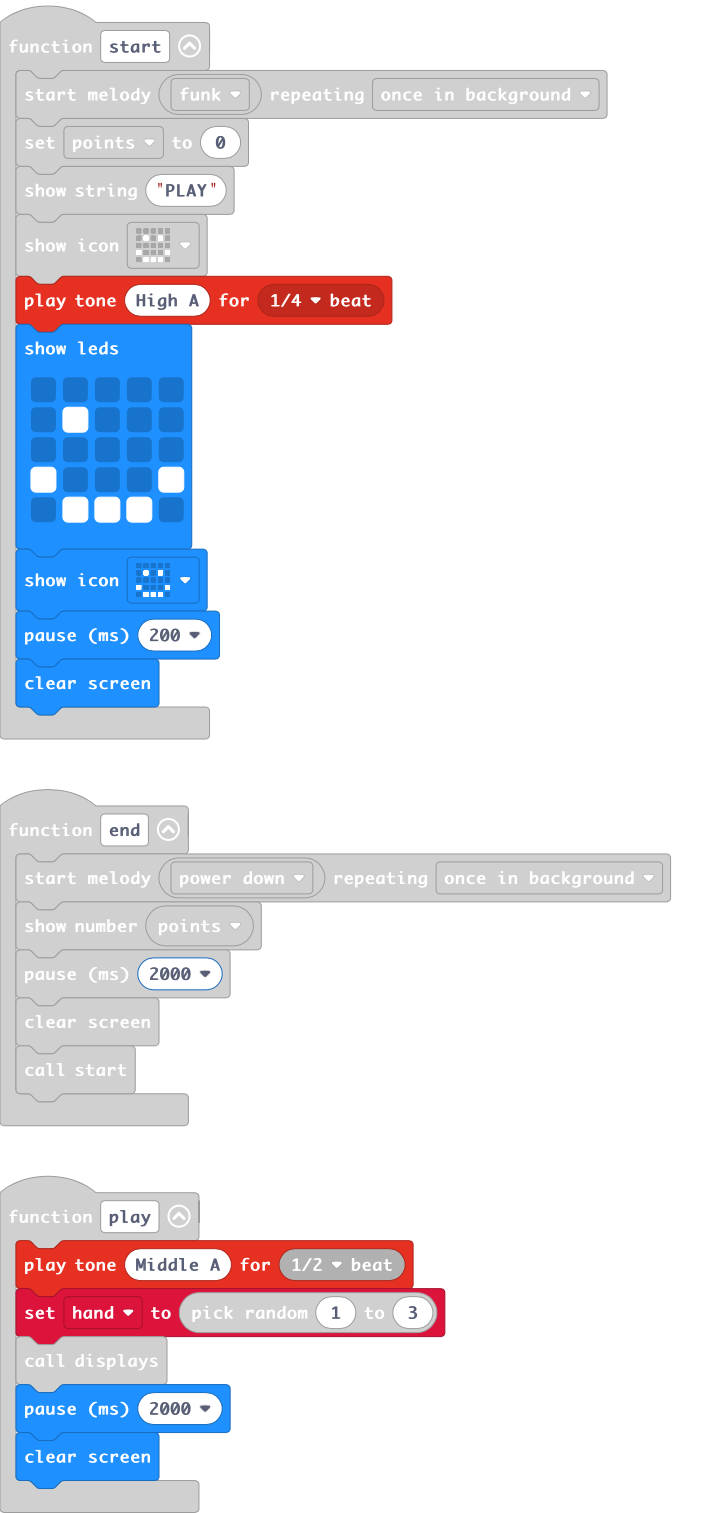 function start
start melody funk repeating once in background
set points to 0
show string "PLAY"
show icon
play tone High A for 1/4 beat
show leds
show icon
pause (ms) 200
clear screen
function end
start melody power down repeating once in background
show number points
pause (ms) 2000
clear screen
call start
function play
play tone Middle A for 1/2 beat
set hand to pick random 1 to 3
call displays
pause (ms) 2000
clear screen